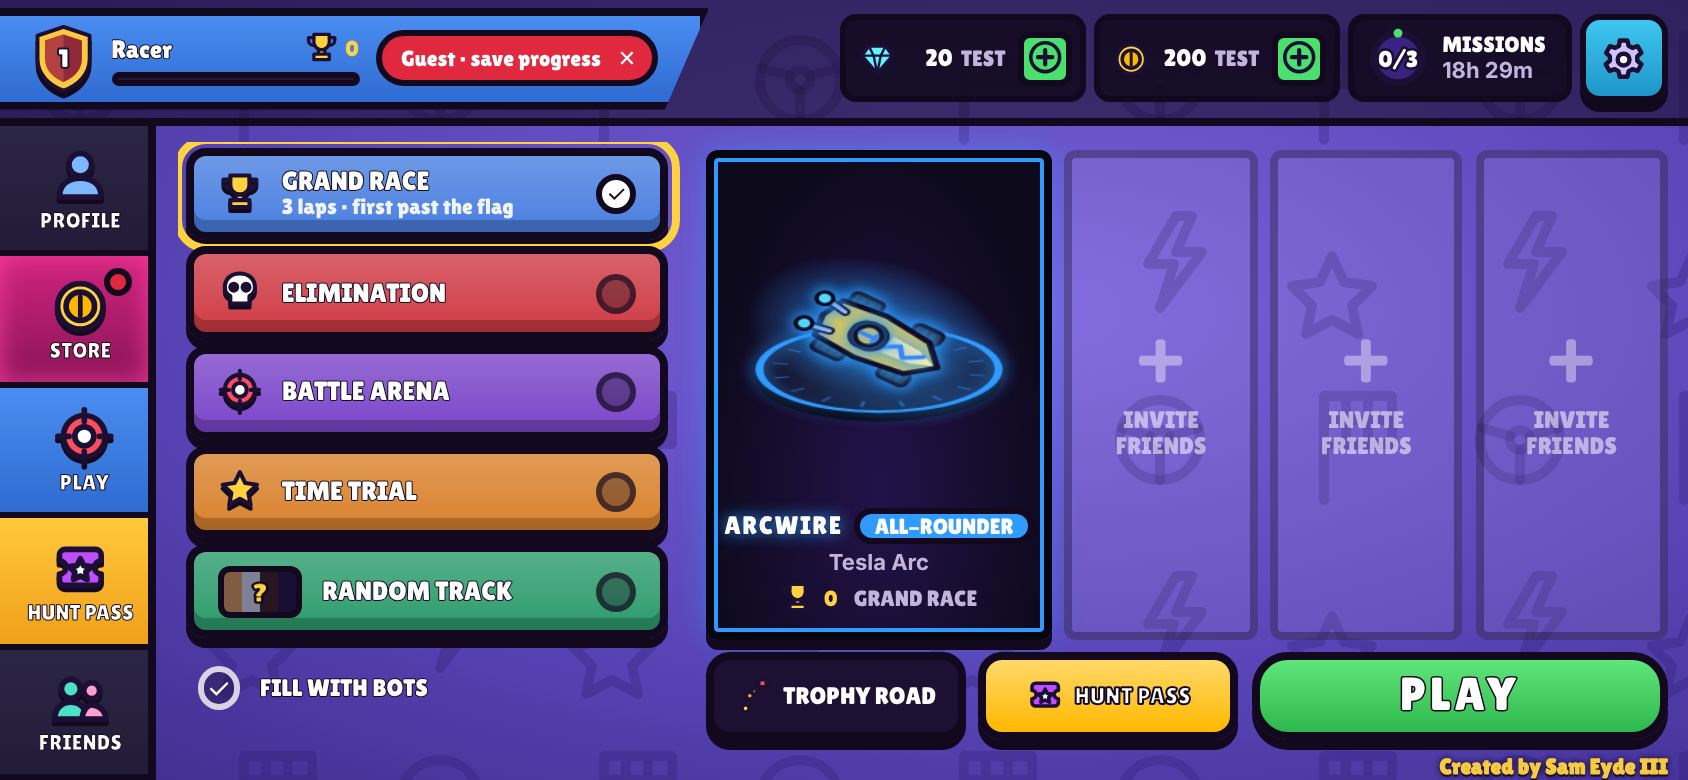 1
Racer
0
Guest · save progress
20 TEST
200 TEST
0/3
MISSIONS
18h 29m
PROFILE
STORE
PLAY
HUNT PASS
FRIENDS
GRAND RACE
3 laps · first past the flag
ELIMINATION
BATTLE ARENA
TIME TRIAL
?
RANDOM TRACK
FILL WITH BOTS
ARCWIRE
ALL-ROUNDER
Tesla Arc
0 GRAND RACE
INVITE
FRIENDS
INVITE
FRIENDS
INVITE
FRIENDS
TROPHY ROAD
HUNT PASS
PLAY
Created by Sam Eyde III